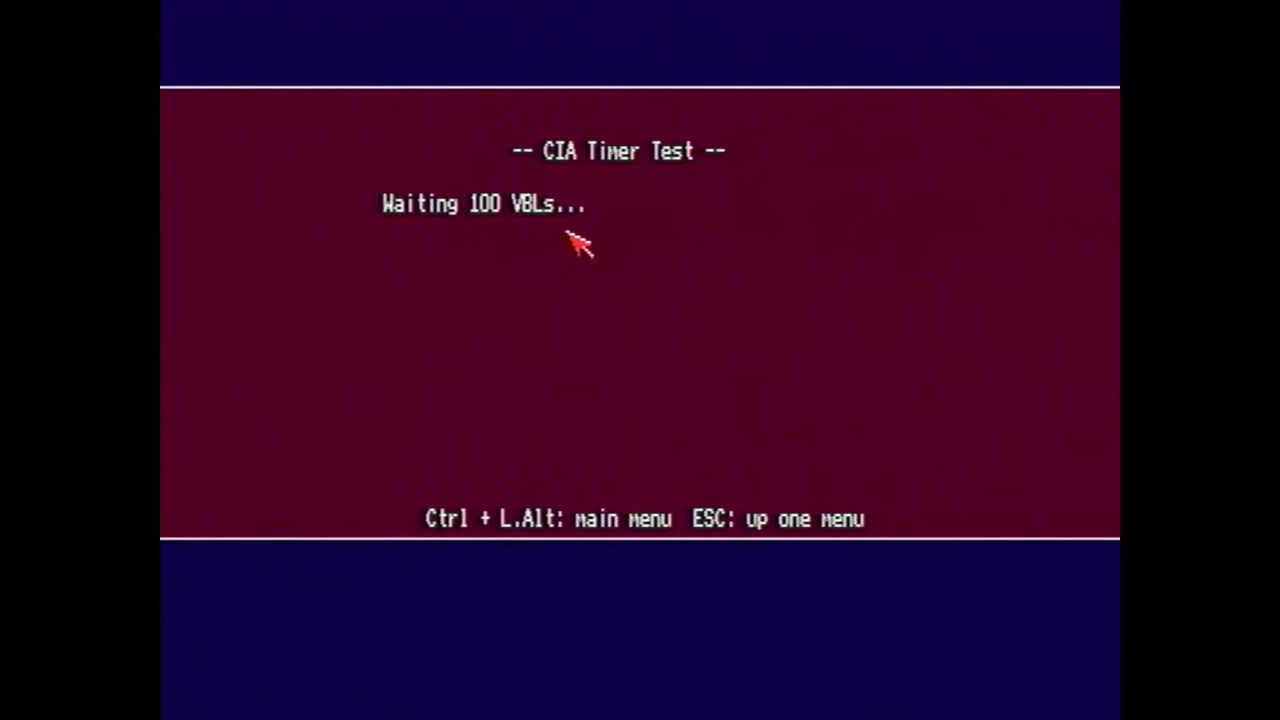 -- CIA Timer Test --
Waiting 100 VBLs...
Ctrl + L.Alt: main menu ESC: up one menu